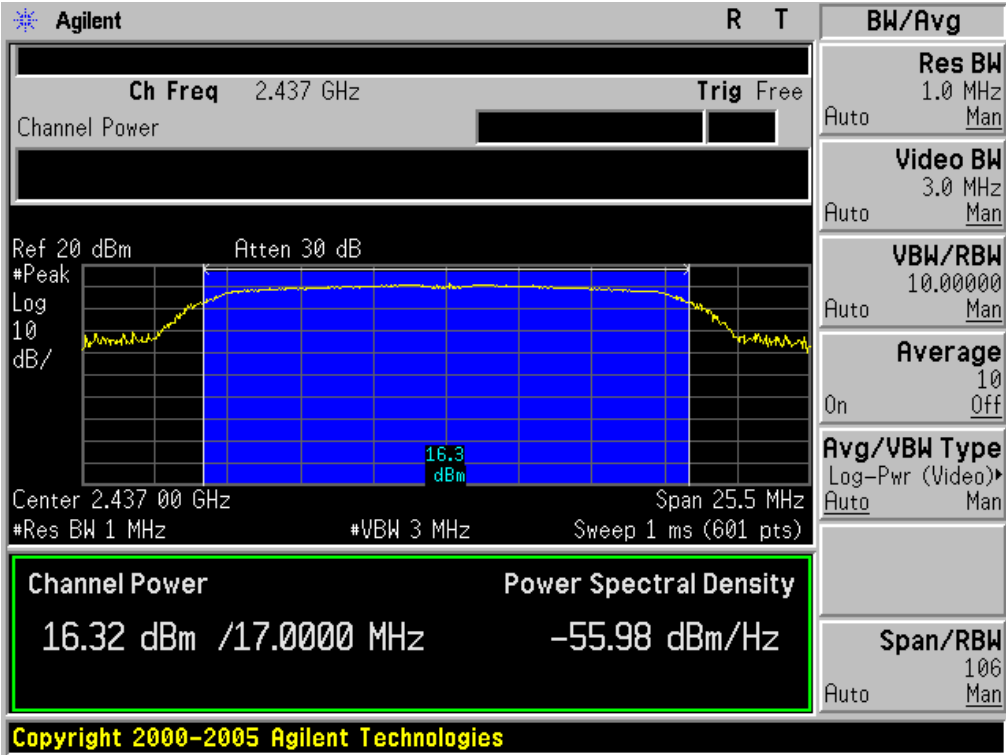 Agilent R T
Ch Freq 2.437 GHz Trig Free
Channel Power
Ref 20 dBm Atten 30 dB
#Peak
Log
10
dB/
16.3
dBm
Center 2.437 00 GHz Span 25.5 MHz
#Res BW 1 MHz #VBW 3 MHz Sweep 1 ms (601 pts)
Channel Power Power Spectral Density
16.32 dBm /17.0000 MHz -55.98 dBm/Hz
Copyright 2000-2005 Agilent Technologies
BW/Avg
Res BW
1.0 MHz
Auto Man
Video BW
3.0 MHz
Auto Man
VBW/RBW
10.00000
Auto Man
Average
10
On Off
Avg/VBW Type
Log-Pwr (Video)▸
Auto Man
Span/RBW
106
Auto Man